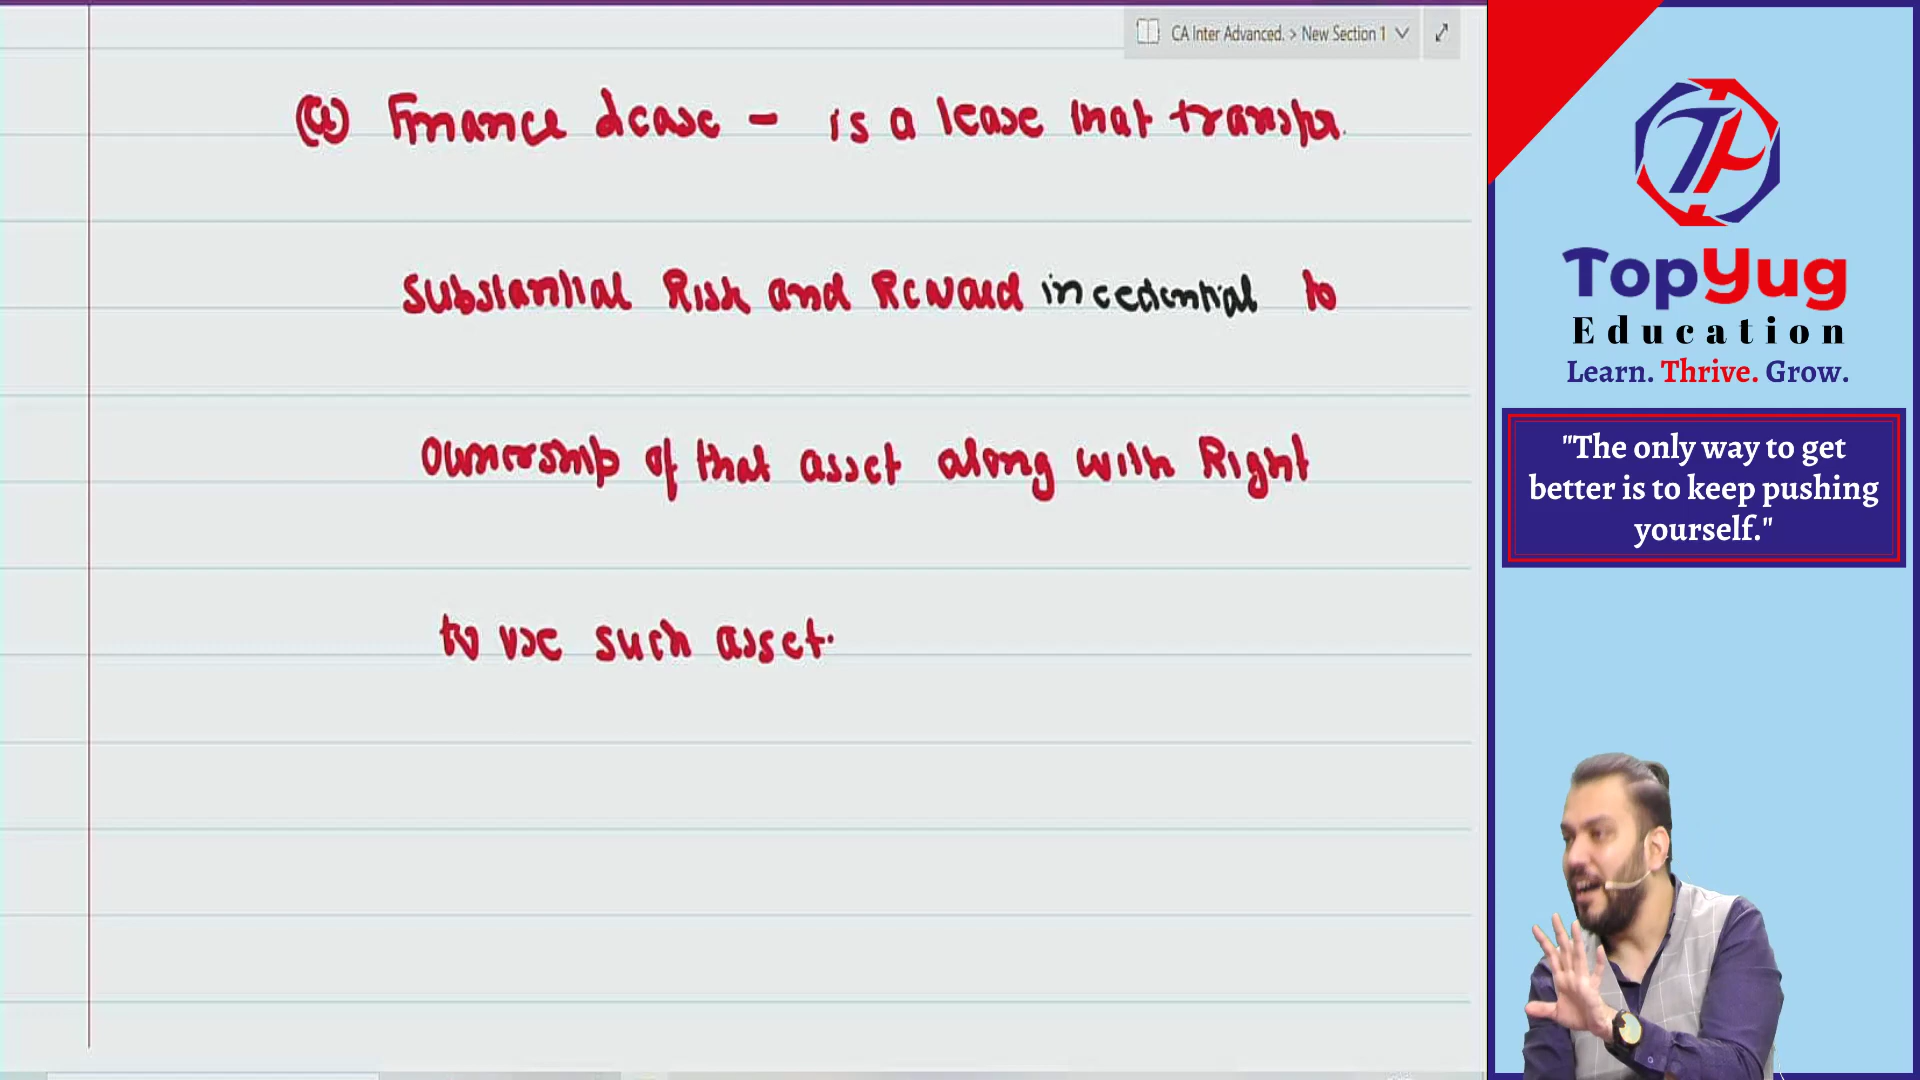 CA Inter Advanced. > New Section 1
(a) Finance Lease - is a lease that transfer
substantial Risk and Reward incedential to
ownership of that asset along with Right
to use such asset.
TopYug
Education
Learn. Thrive. Grow.
"The only way to get
better is to keep pushing
yourself."